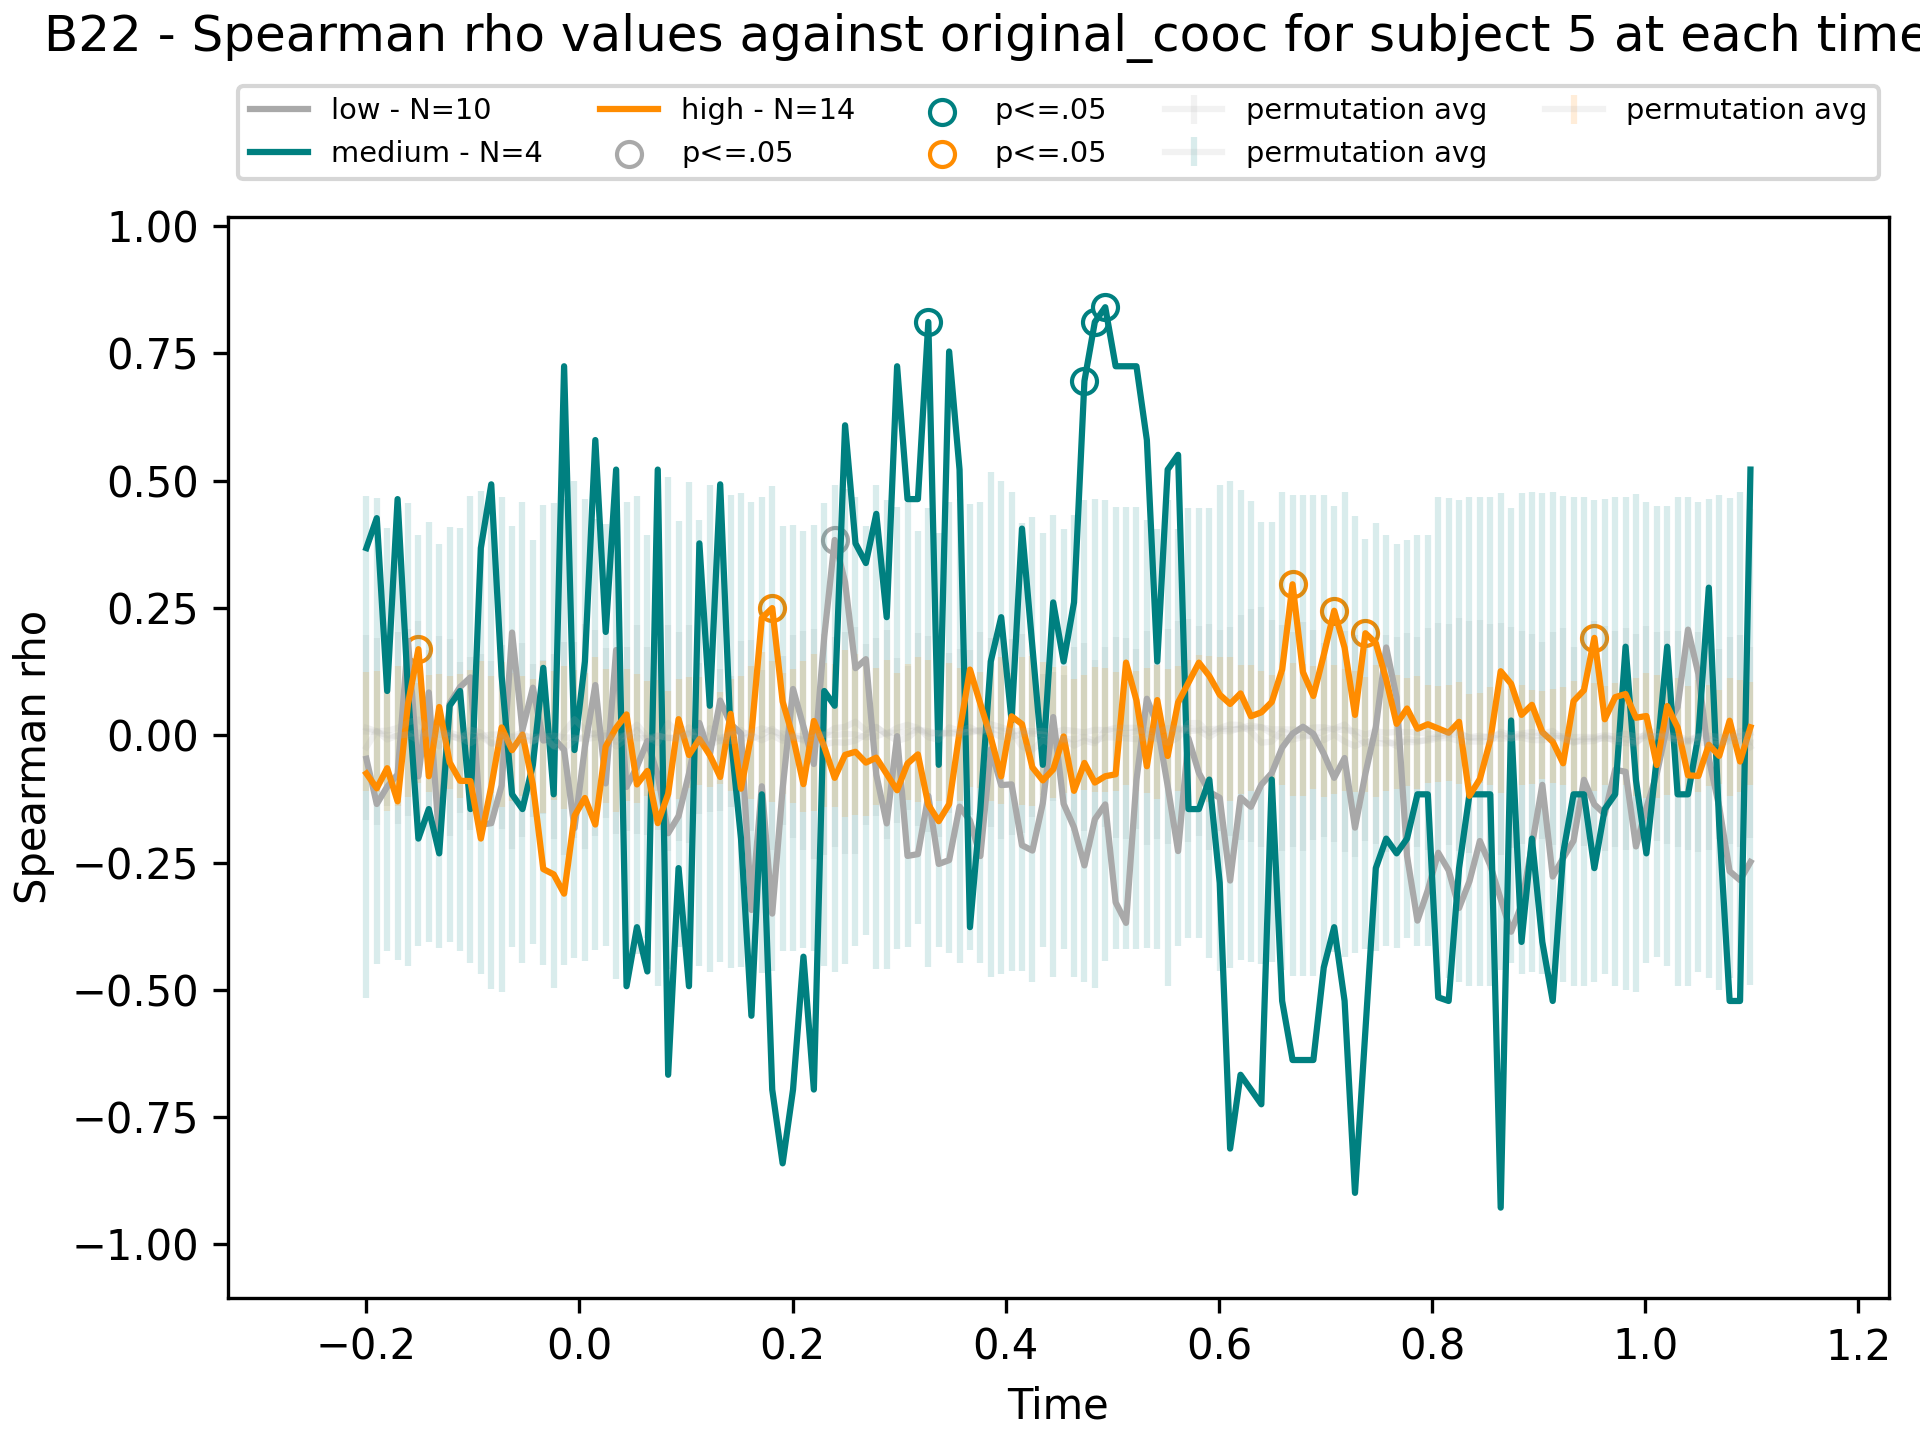 B22 - Spearman rho values against original_cooc for subject 5 at each time
low - N=10
medium - N=4
high - N=14
p<=.05
p<=.05
p<=.05
permutation avg
permutation avg
permutation avg
1.00
0.75
0.50
0.25
0.00
−0.25
−0.50
−0.75
−1.00
Spearman rho
−0.2 0.0 0.2 0.4 0.6 0.8 1.0 1.2
Time